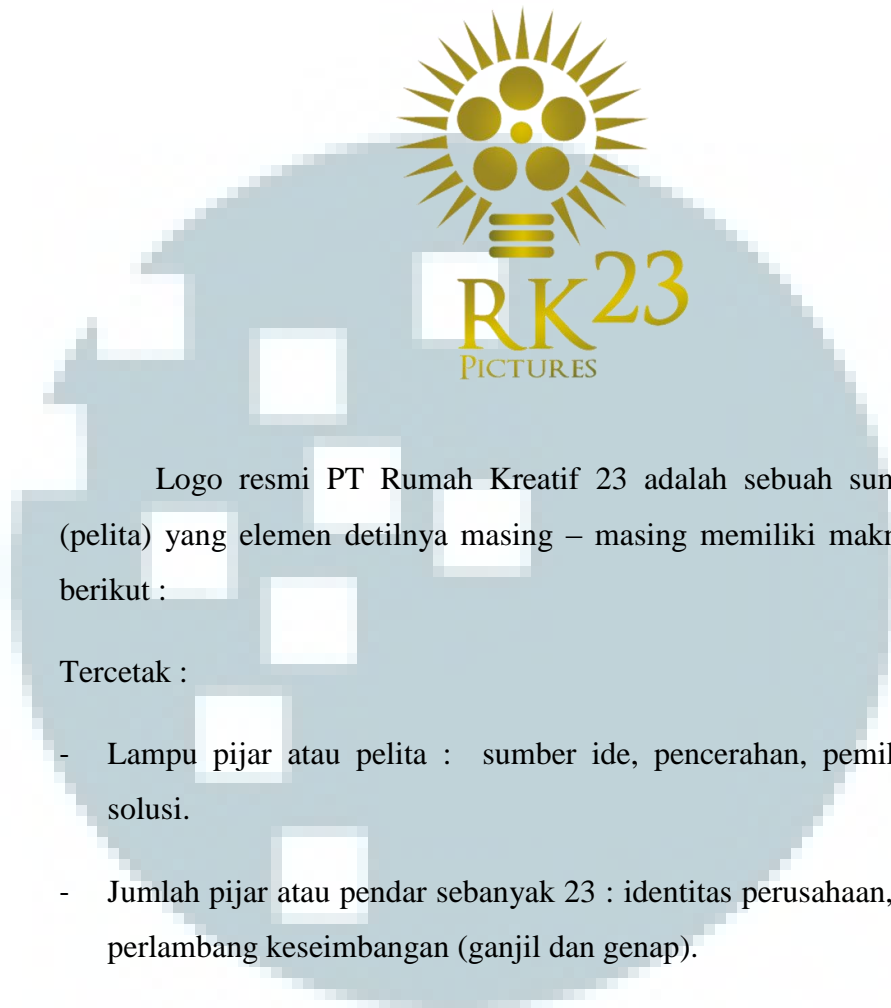 RK23
PICTURES
Logo resmi PT Rumah Kreatif 23 adalah sebuah
(pelita) yang elemen detilnya masing – masing memiliki
berikut :
Tercetak :
- Lampu pijar atau pelita : sumber ide, pencerahan,
solusi.
- Jumlah pijar atau pendar sebanyak 23 : identitas perusahaan,
perlambang keseimbangan (ganjil dan genap).